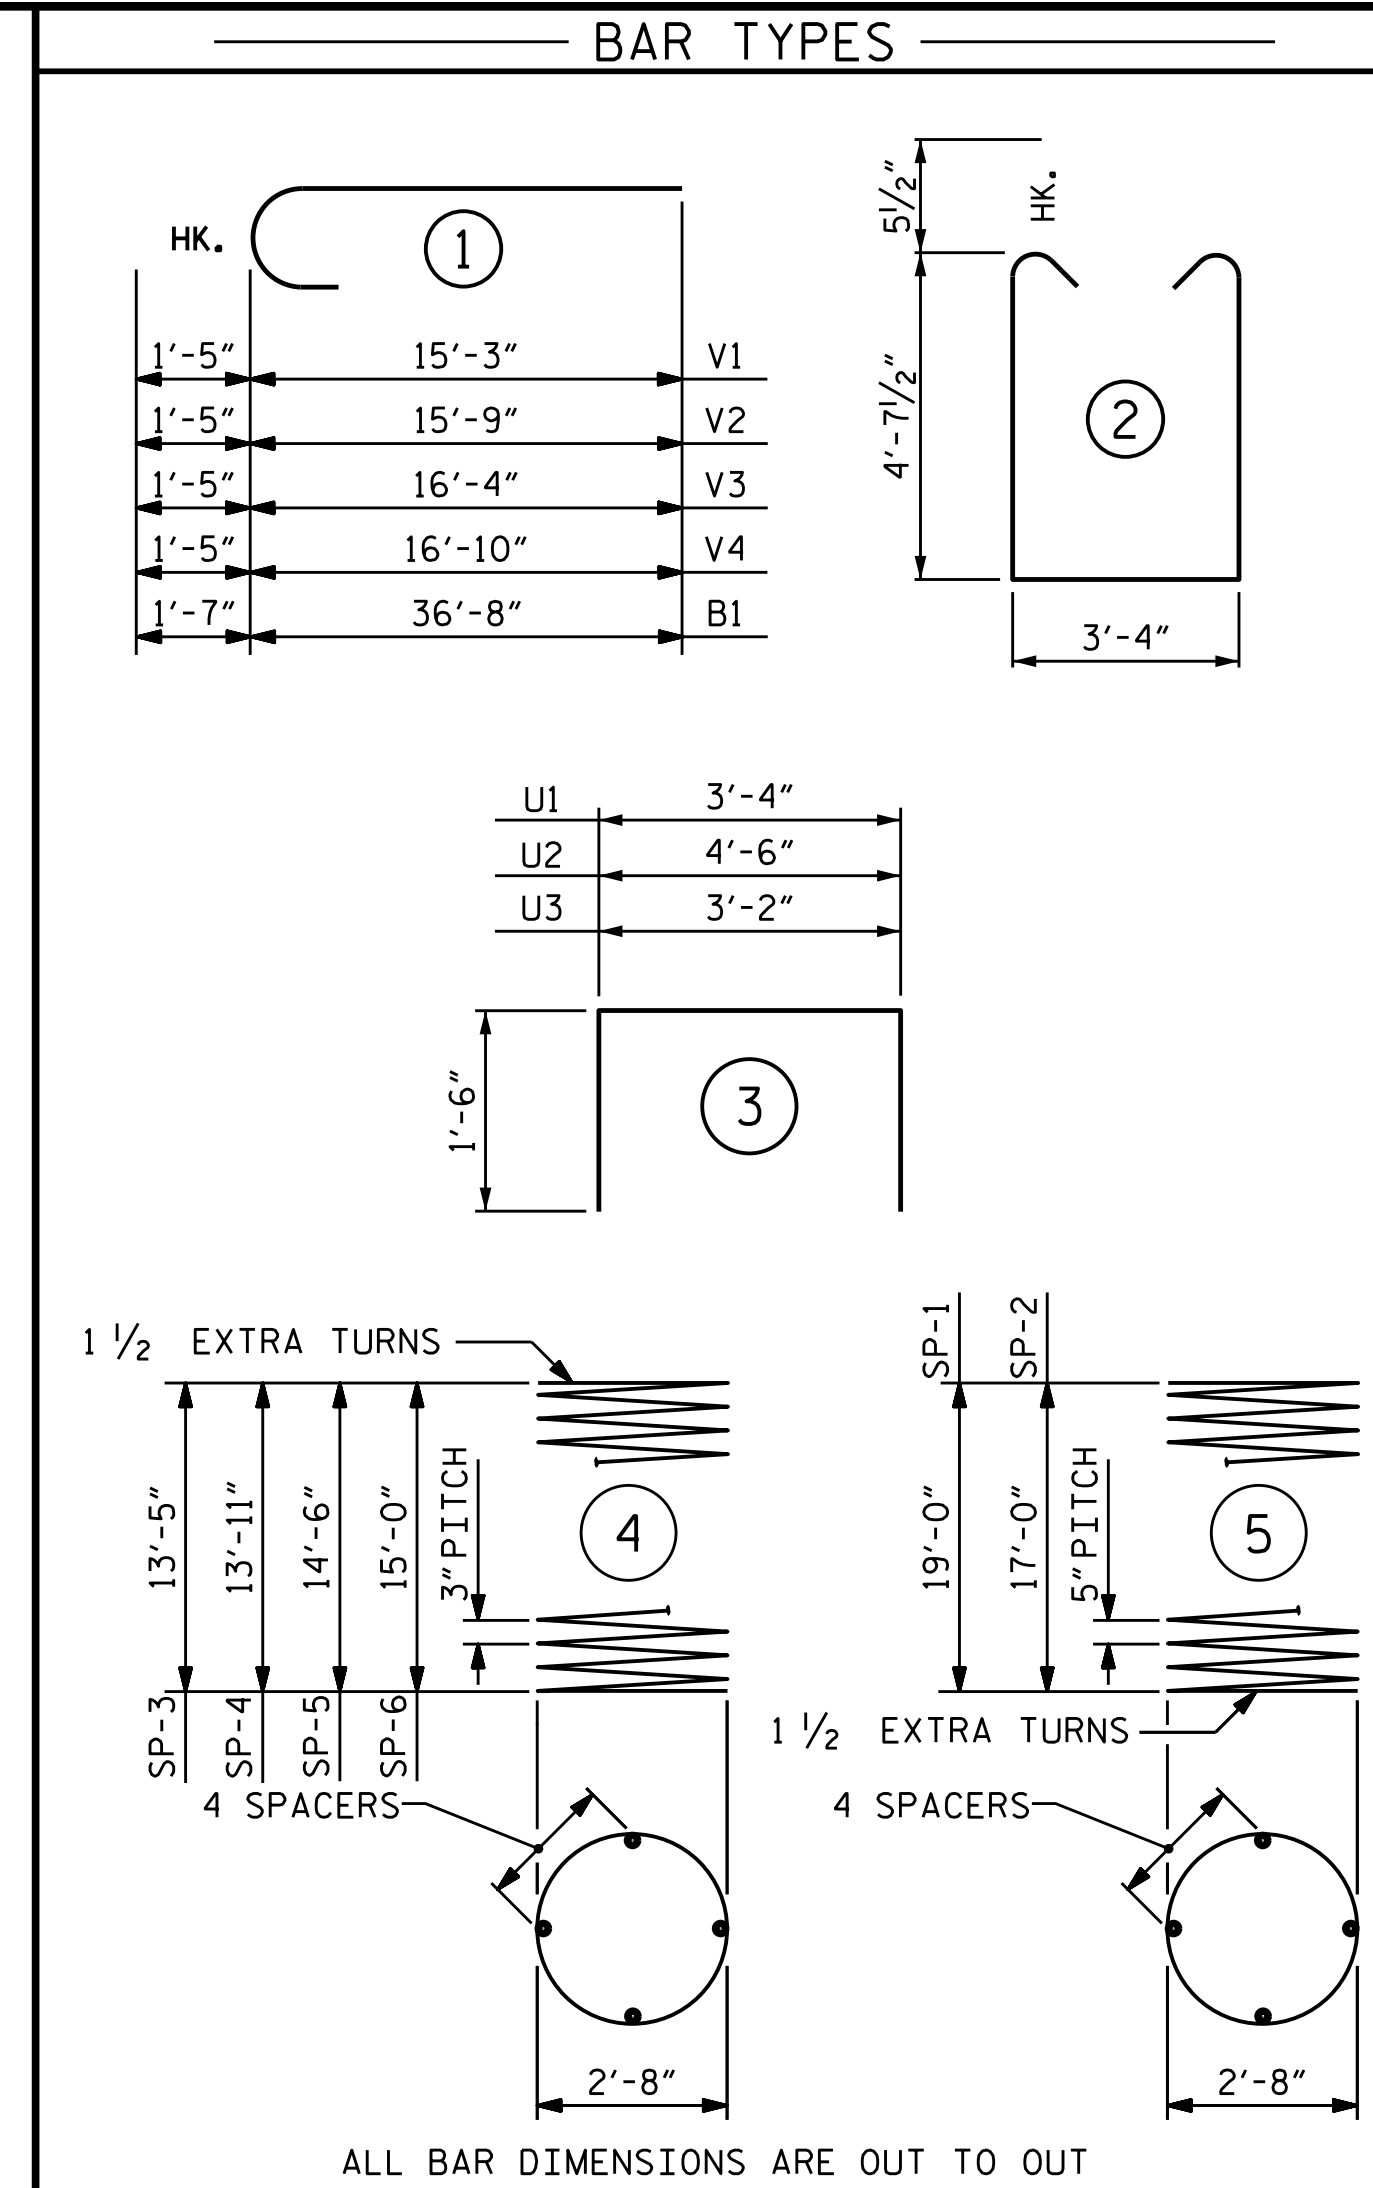 BAR TYPES
HK.
1
1'-5" 15'-3" V1
1'-5" 15'-9" V2
1'-5" 16'-4" V3
1'-5" 16'-10" V4
1'-7" 36'-8" B1
5½"
HK.
4'-7½"
2
3'-4"
U1 3'-4"
U2 4'-6"
U3 3'-2"
1'-6"
3
1 ½ EXTRA TURNS
13'-5"
13'-11"
14'-6"
15'-0"
3" PITCH
4
SP-3
SP-4
SP-5
SP-6
4 SPACERS
2'-8"
SP-1
SP-2
19'-0"
17'-0"
5" PITCH
5
1 ½ EXTRA TURNS
4 SPACERS
2'-8"
ALL BAR DIMENSIONS ARE OUT TO OUT